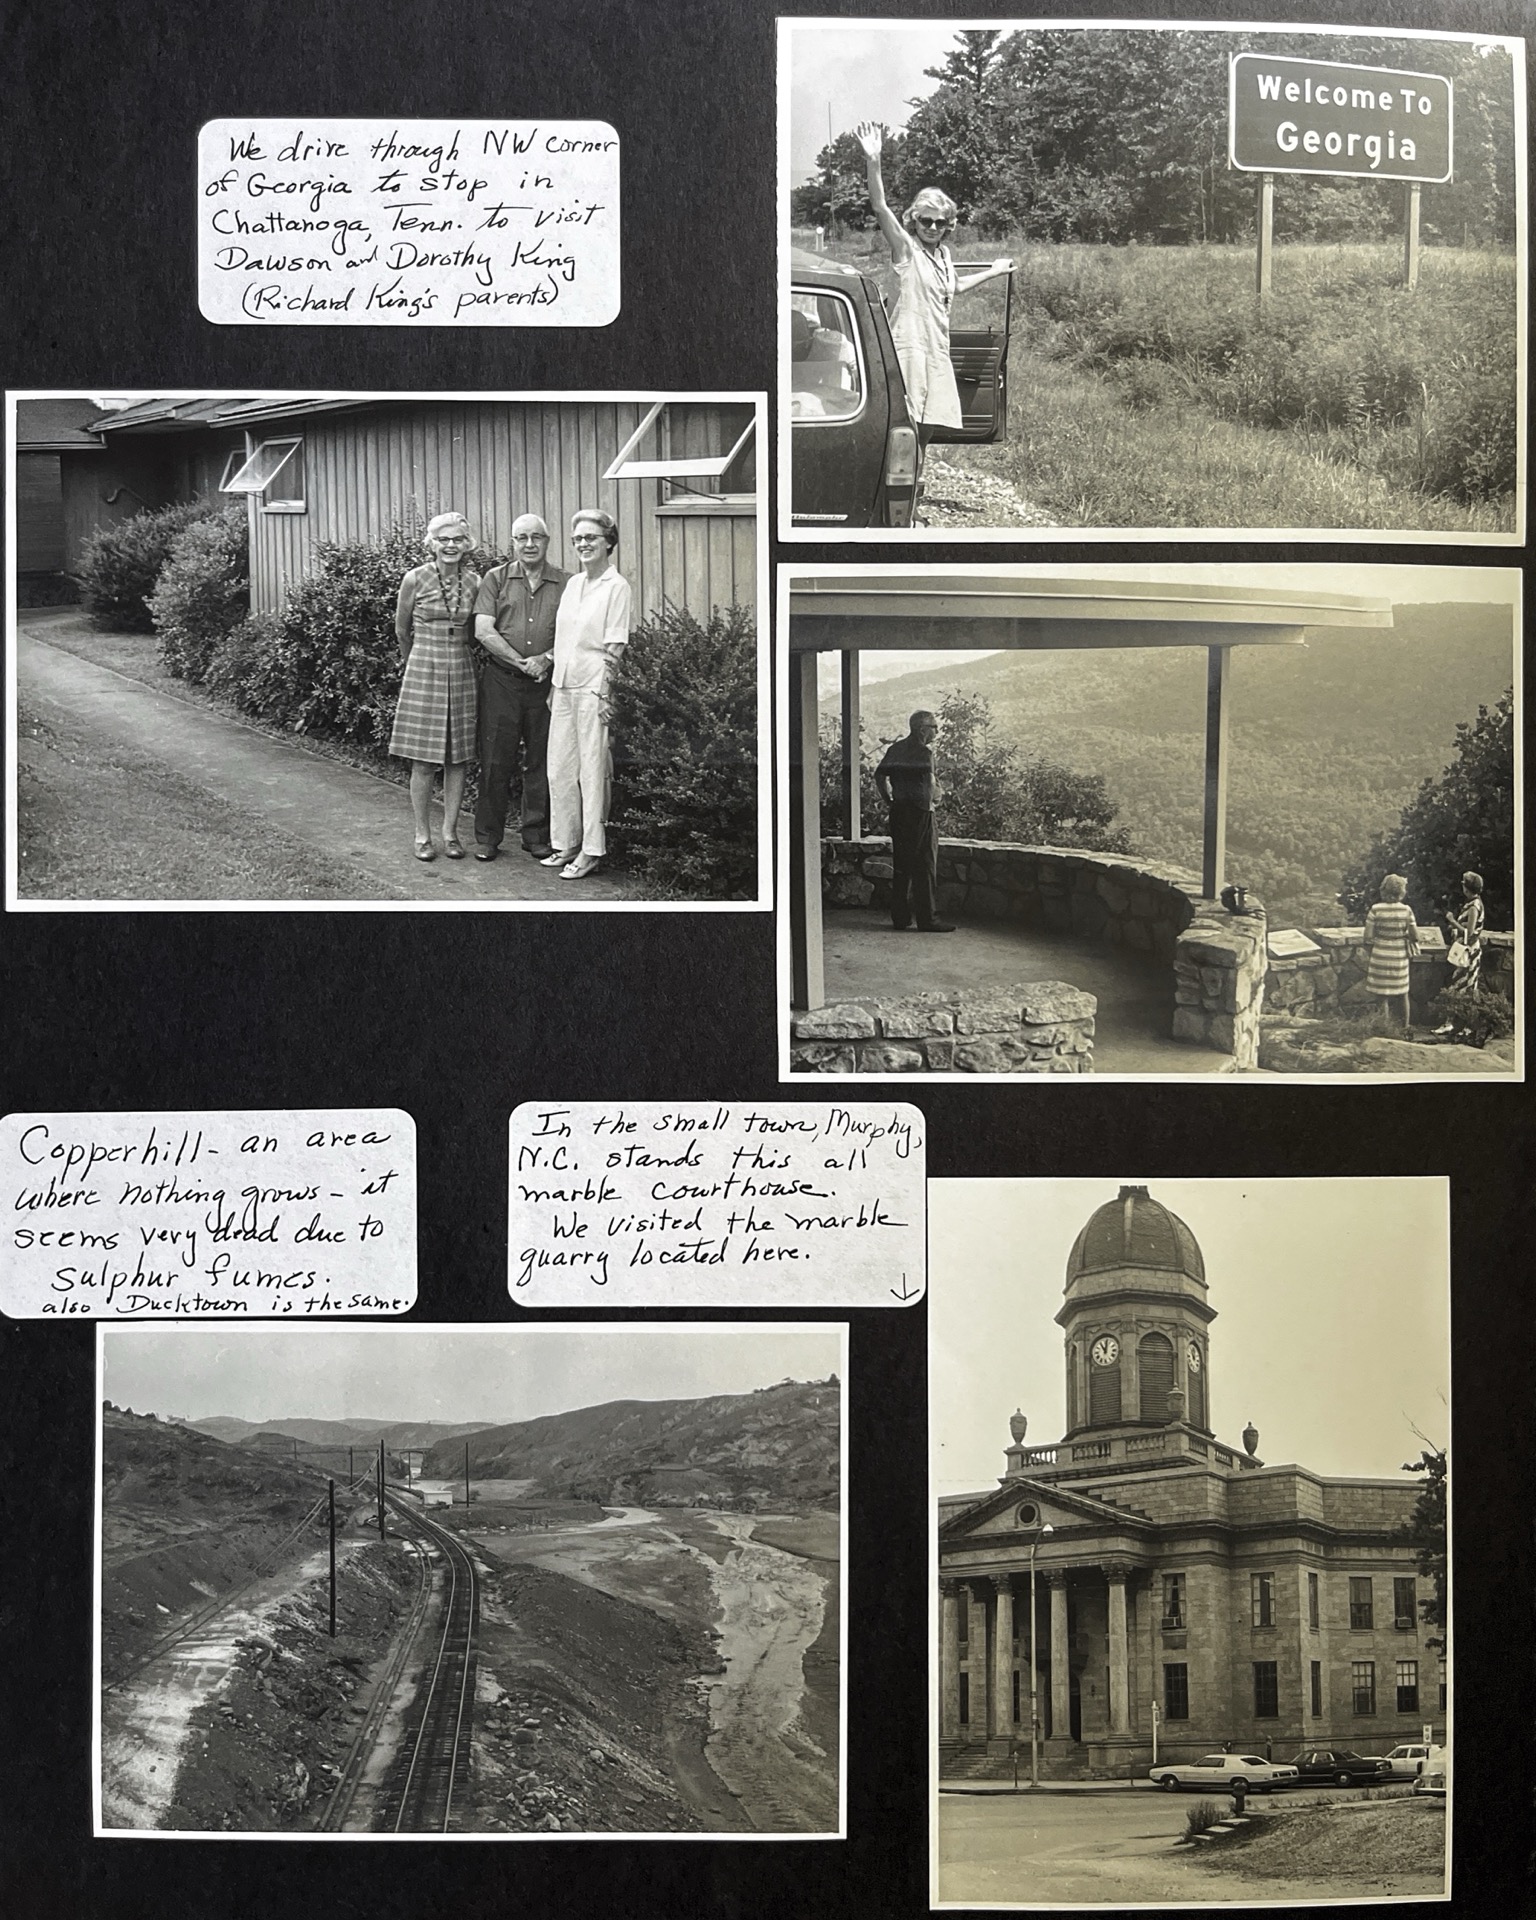 We drive through NW corner
of Georgia to stop in
Chattanoga, Tenn. to visit
Dawson and Dorothy King
(Richard King's parents)
Welcome To
Georgia
Copperhill - an area
where nothing grows - it
seems very dead due to
sulphur fumes.
also Ducktown is the same.
In the small town, Murphy,
N.C. stands this all
marble courthouse.
We visited the marble
quarry located here.